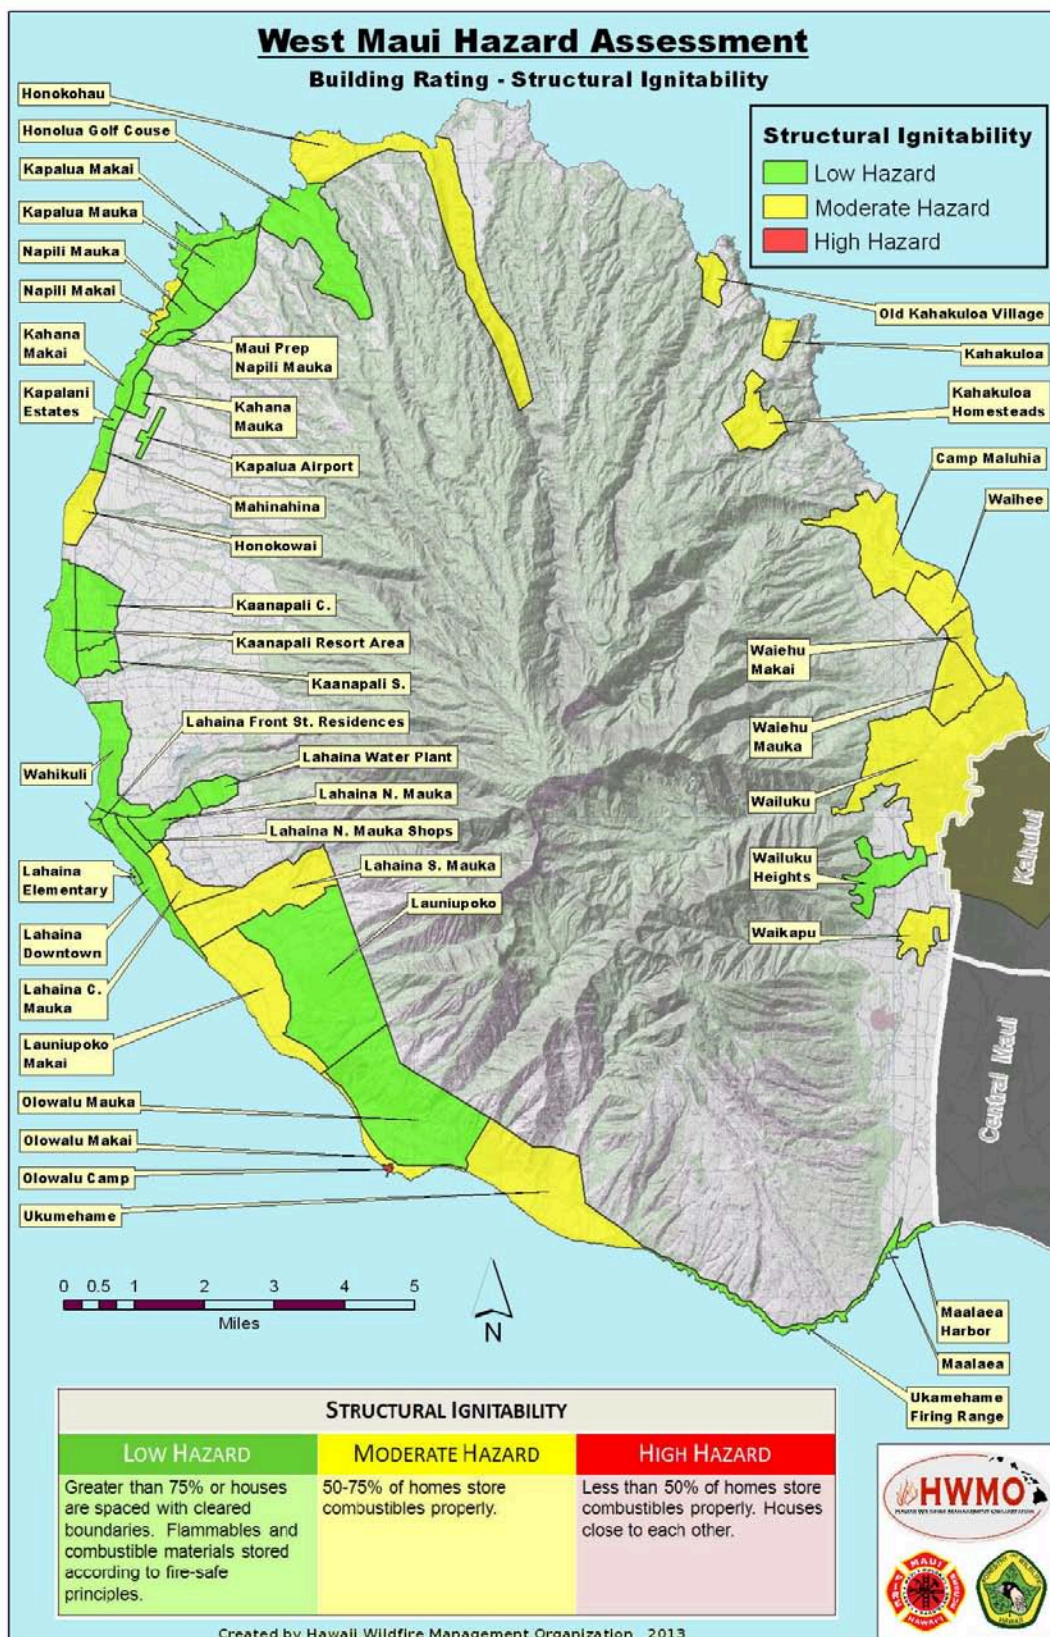 West Maui Hazard Assessment
Building Rating - Structural Ignitability
Honokohau
Honolua Golf Couse
Kapalua Makai
Kapalua Mauka
Napili Mauka
Napili Makai
Kahana
Makai
Kapalani
Estates
Maui Prep
Napili Mauka
Kahana
Mauka
Kapalua Airport
Mahinahina
Honokowai
Kaanapali C.
Kaanapali Resort Area
Kaanapali S.
Lahaina Front St. Residences
Wahikuli
Lahaina Water Plant
Lahaina N. Mauka
Lahaina N. Mauka Shops
Lahaina S. Mauka
Launiupoko
Lahaina
Elementary
Lahaina
Downtown
Lahaina C.
Mauka
Launiupoko
Makai
Olowalu Mauka
Olowalu Makai
Olowalu Camp
Ukumehame
Structural Ignitability
Low Hazard
Moderate Hazard
High Hazard
Old Kahakuloa Village
Kahakuloa
Kahakuloa
Homesteads
Camp Maluhia
Waihee
Waiehu
Makai
Waiehu
Mauka
Wailuku
Wailuku
Heights
Waikapu
Kahului
Central Maui
Maalaea
Harbor
Maalaea
Ukamehame
Firing Range
0 0.5 1 2 3 4 5
Miles
N
STRUCTURAL IGNITABILITY
LOW HAZARD
Greater than 75% or houses
are spaced with cleared
boundaries. Flammables and
combustible materials stored
according to fire-safe
principles.
MODERATE HAZARD
50-75% of homes store
combustibles properly.
HIGH HAZARD
Less than 50% of homes store
combustibles properly. Houses
close to each other.
HWMO
HAWAII WILDFIRE MANAGEMENT ORGANIZATION
MAUI
FIRE
HAWAII
Created by Hawaii Wildfire Management Organization, 2013